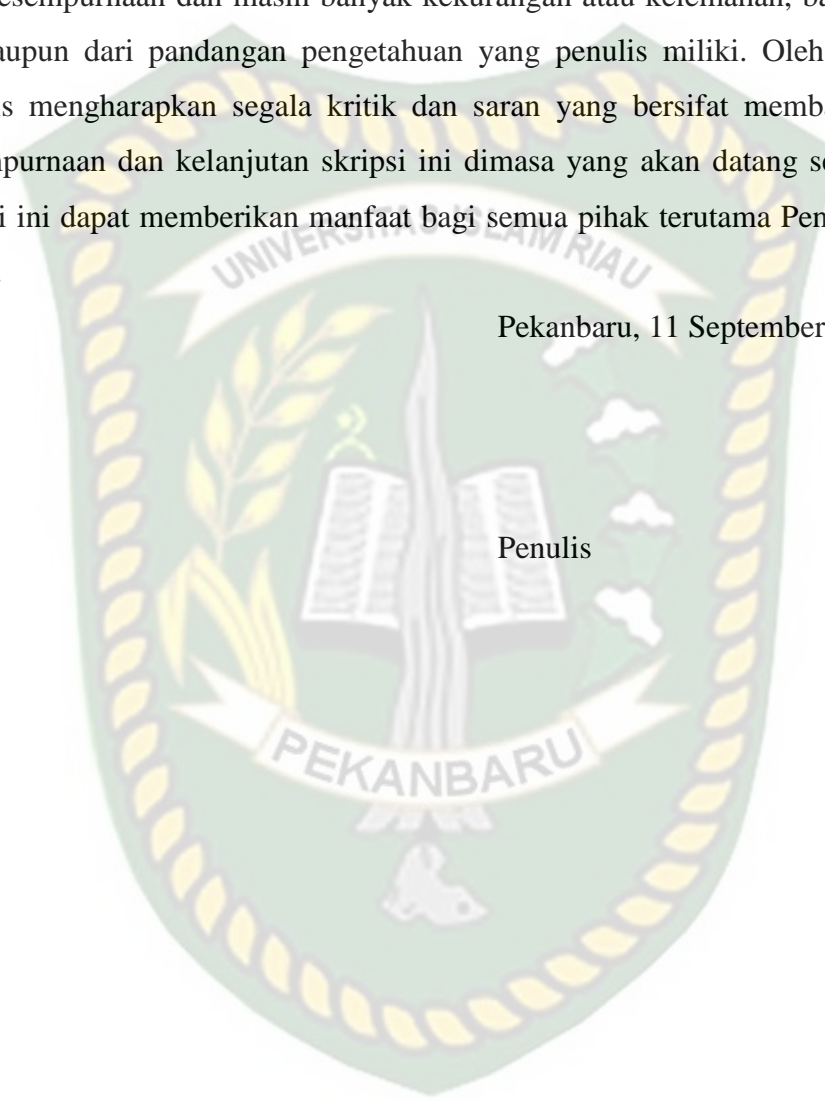 esempurnaan dan masih banyak kekurangan atau kelemahan, ba
aupun dari pandangan pengetahuan yang penulis miliki. Oleh
s mengharapkan segala kritik dan saran yang bersifat memba
npurnaan dan kelanjutan skripsi ini dimasa yang akan datang se
i ini dapat memberikan manfaat bagi semua pihak terutama Pen
UNIVERSITAS ISLAM RIAU
Pekanbaru, 11 September
Penulis
PEKANBARU